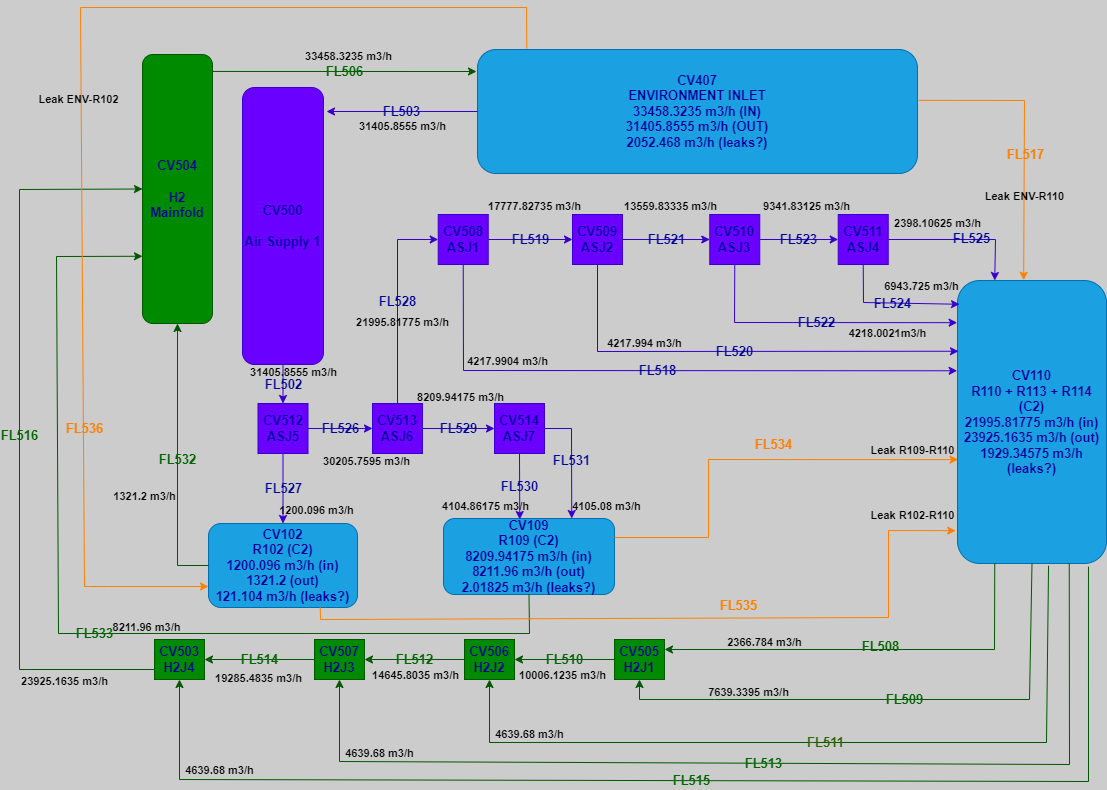 33458.3235 m3/h
FL506
Leak ENV-R102
CV504
H2
Mainfold
CV500
Air Supply 1
FL503
31405.8555 m3/h
CV407
ENVIRONMENT INLET
33458.3235 m3/h (IN)
31405.8555 m3/h (OUT)
2052.468 m3/h (leaks?)
FL517
Leak ENV-R110
17777.82735 m3/h
13559.83335 m3/h
9341.83125 m3/h
2398.10625 m3/h
CV508
ASJ1
FL519
CV509
ASJ2
FL521
CV510
ASJ3
FL523
CV511
ASJ4
FL525
6943.725 m3/h
FL524
FL528
21995.81775 m3/h
FL522
4218.0021m3/h
4217.994 m3/h
FL520
4217.9904 m3/h
FL518
31405.8555 m3/h
FL502
8209.94175 m3/h
CV512
ASJ5
FL526
CV513
ASJ6
FL529
CV514
ASJ7
30205.7595 m3/h
CV110
R110 + R113 + R114
(C2)
21995.81775 m3/h (in)
23925.1635 m3/h (out)
1929.34575 m3/h
(leaks?)
FL516
FL536
FL532
FL534
Leak R109-R110
FL531
FL527
FL530
1321.2 m3/h
1200.096 m3/h
4104.86175 m3/h
4105.08 m3/h
Leak R102-R110
CV102
R102 (C2)
1200.096 m3/h (in)
1321.2 (out)
121.104 m3/h (leaks?)
CV109
R109 (C2)
8209.94175 m3/h (in)
8211.96 m3/h (out)
2.01825 m3/h (leaks?)
FL535
FL533
8211.96 m3/h
CV503
H2J4
FL514
CV507
H2J3
FL512
CV506
H2J2
FL510
CV505
H2J1
2366.784 m3/h
FL508
23925.1635 m3/h
19285.4835 m3/h
14645.8035 m3/h
10006.1235 m3/h
7639.3395 m3/h
FL509
4639.68 m3/h
FL511
4639.68 m3/h
FL513
4639.68 m3/h
FL515